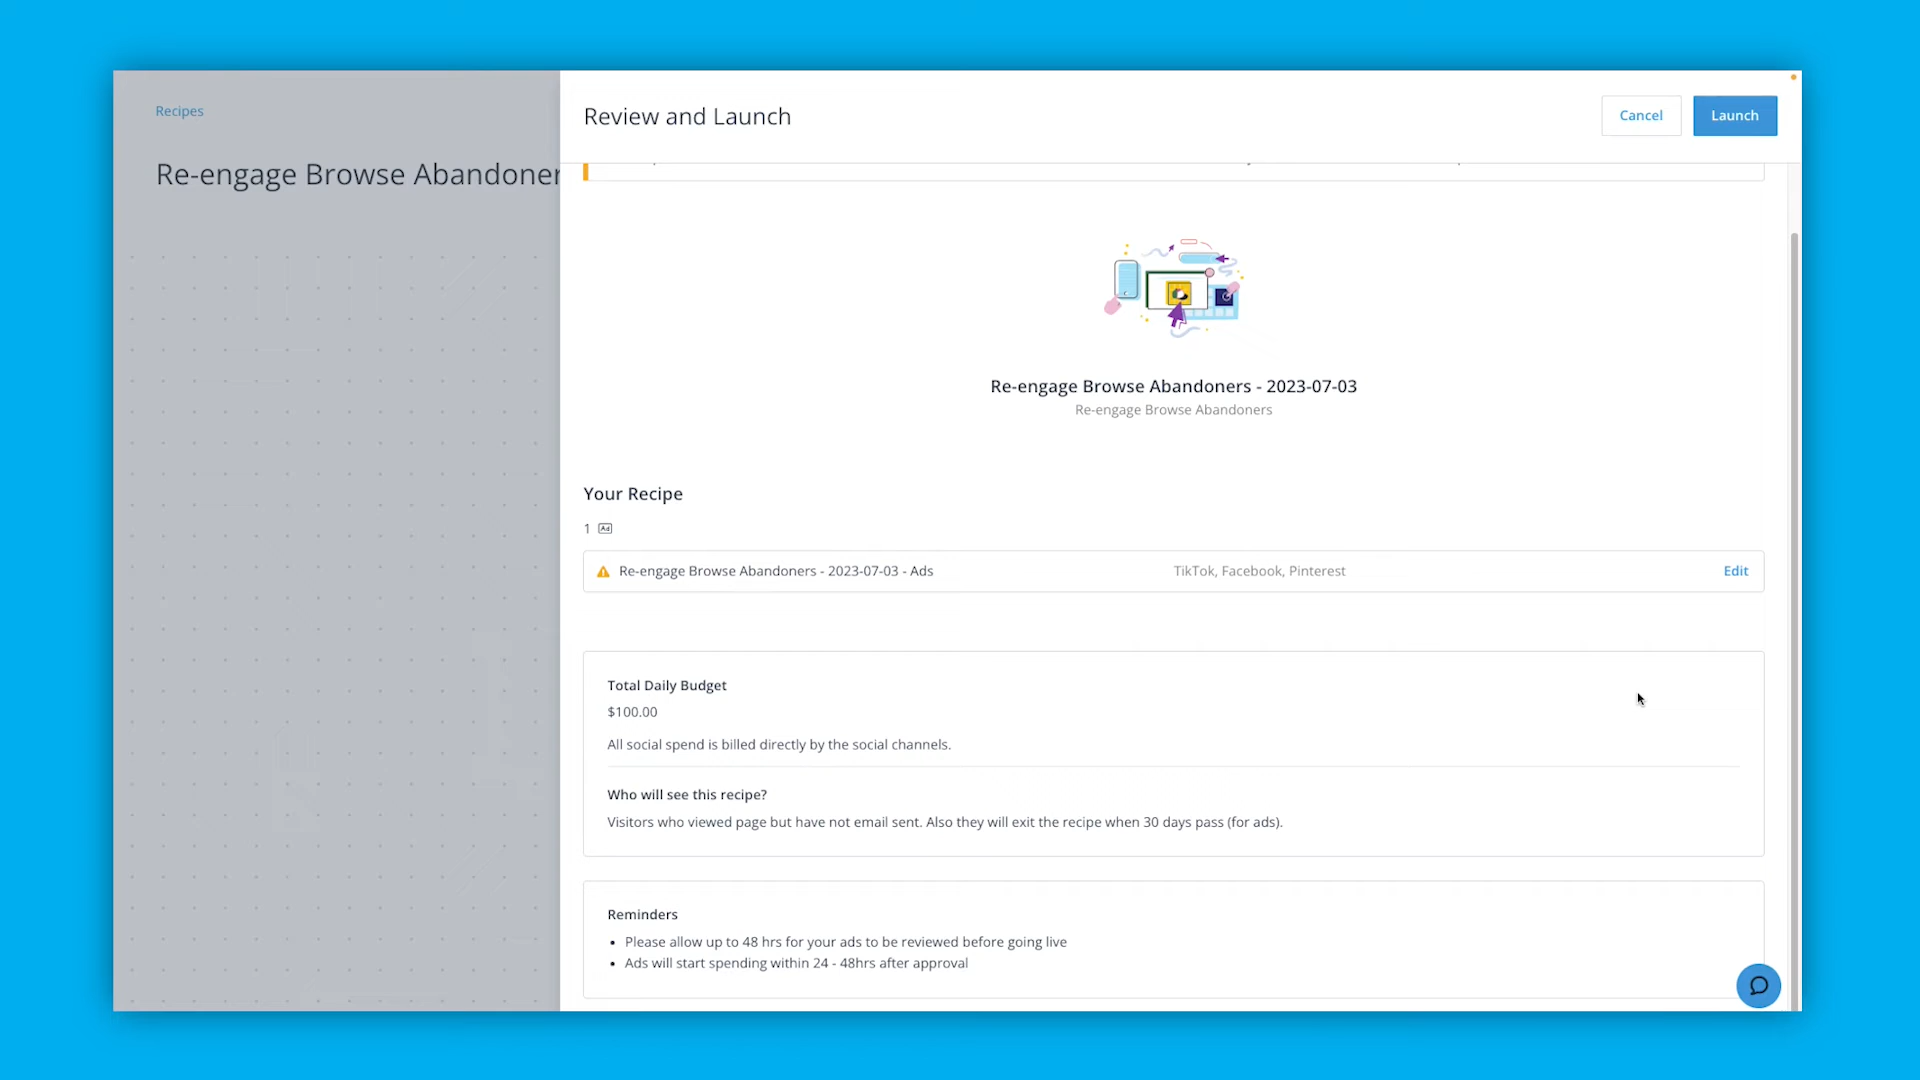 Recipes
Re-engage Browse Abandoner
Review and Launch
Cancel
Launch
Re-engage Browse Abandoners - 2023-07-03
Re-engage Browse Abandoners
Your Recipe
1 Ad
Re-engage Browse Abandoners - 2023-07-03 - Ads
TikTok, Facebook, Pinterest
Edit
Total Daily Budget
$100.00
All social spend is billed directly by the social channels.
Who will see this recipe?
Visitors who viewed page but have not email sent. Also they will exit the recipe when 30 days pass (for ads).
Reminders
• Please allow up to 48 hrs for your ads to be reviewed before going live
• Ads will start spending within 24 - 48hrs after approval